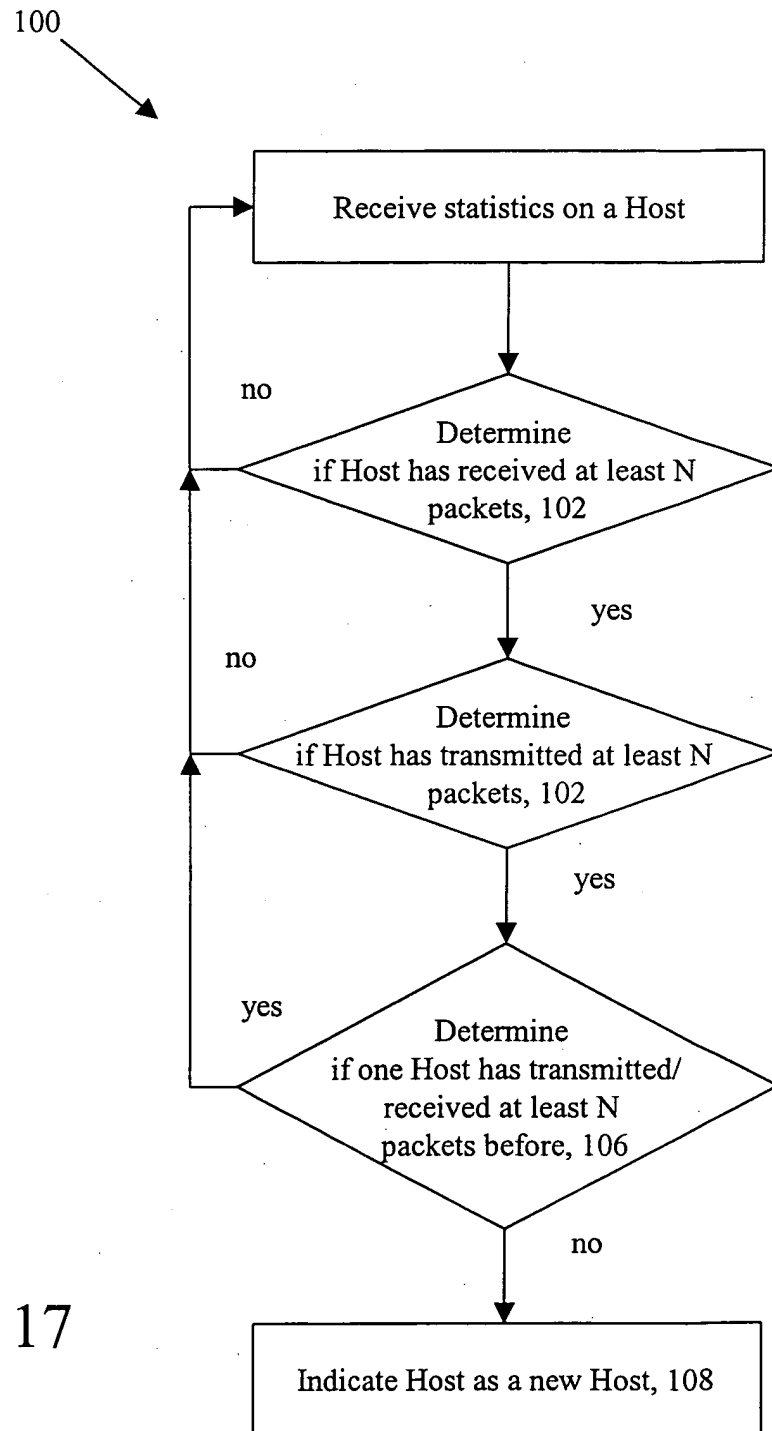 100
Receive statistics on a Host
no
Determine
if Host has received at least N
packets, 102
yes
no
Determine
if Host has transmitted at least N
packets, 102
yes
yes
Determine
if one Host has transmitted/
received at least N
packets before, 106
no
17
Indicate Host as a new Host, 108